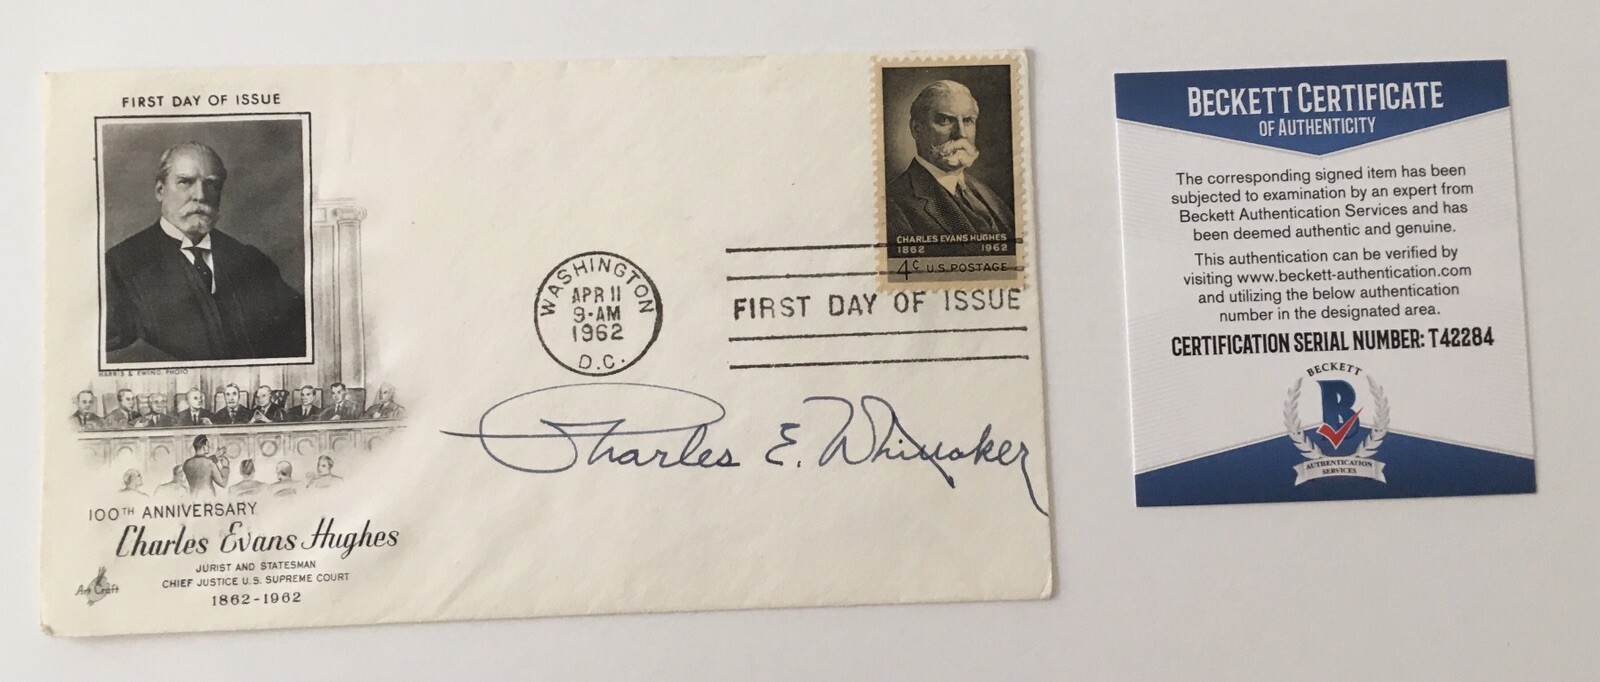 FIRST DAY OF ISSUE
HARRIS & EWING PHOTO
100TH ANNIVERSARY
Charles Evans Hughes
JURIST AND STATESMAN
CHIEF JUSTICE U.S. SUPREME COURT
1862-1962
Art Craft
WASHINGTON
APR 11
9-AM
1962
D.C.
CHARLES EVANS HUGHES
1862 1962
4c U.S. POSTAGE
FIRST DAY OF ISSUE
Charles E. Whittaker
BECKETT CERTIFICATE
OF AUTHENTICITY
The corresponding signed item has been
subjected to examination by an expert from
Beckett Authentication Services and has
been deemed authentic and genuine.
This authentication can be verified by
visiting www.beckett-authentication.com
and utilizing the below authentication
number in the designated area.
CERTIFICATION SERIAL NUMBER: T42284
BECKETT
B
AUTHENTICATION
SERVICES